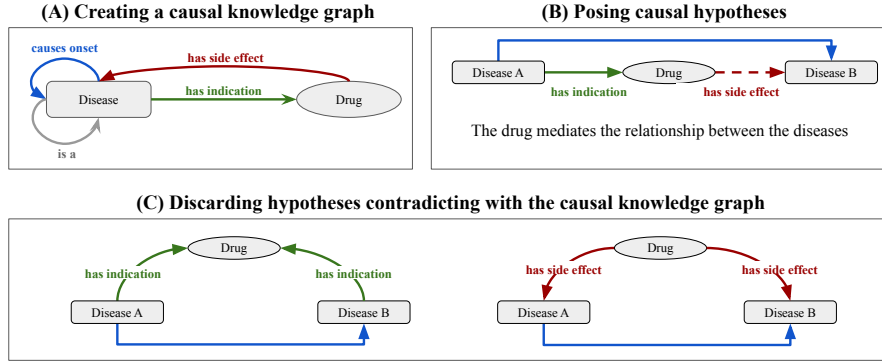 (A) Creating a causal knowledge graph
causes onset
has side effect
Disease
has indication
Drug
is a
(B) Posing causal hypotheses
Disease A
Drug
Disease B
has indication
has side effect
The drug mediates the relationship between the diseases
(C) Discarding hypotheses contradicting with the causal knowledge graph
Drug
has indication
has indication
Disease A
Disease B
Drug
has side effect
has side effect
Disease A
Disease B